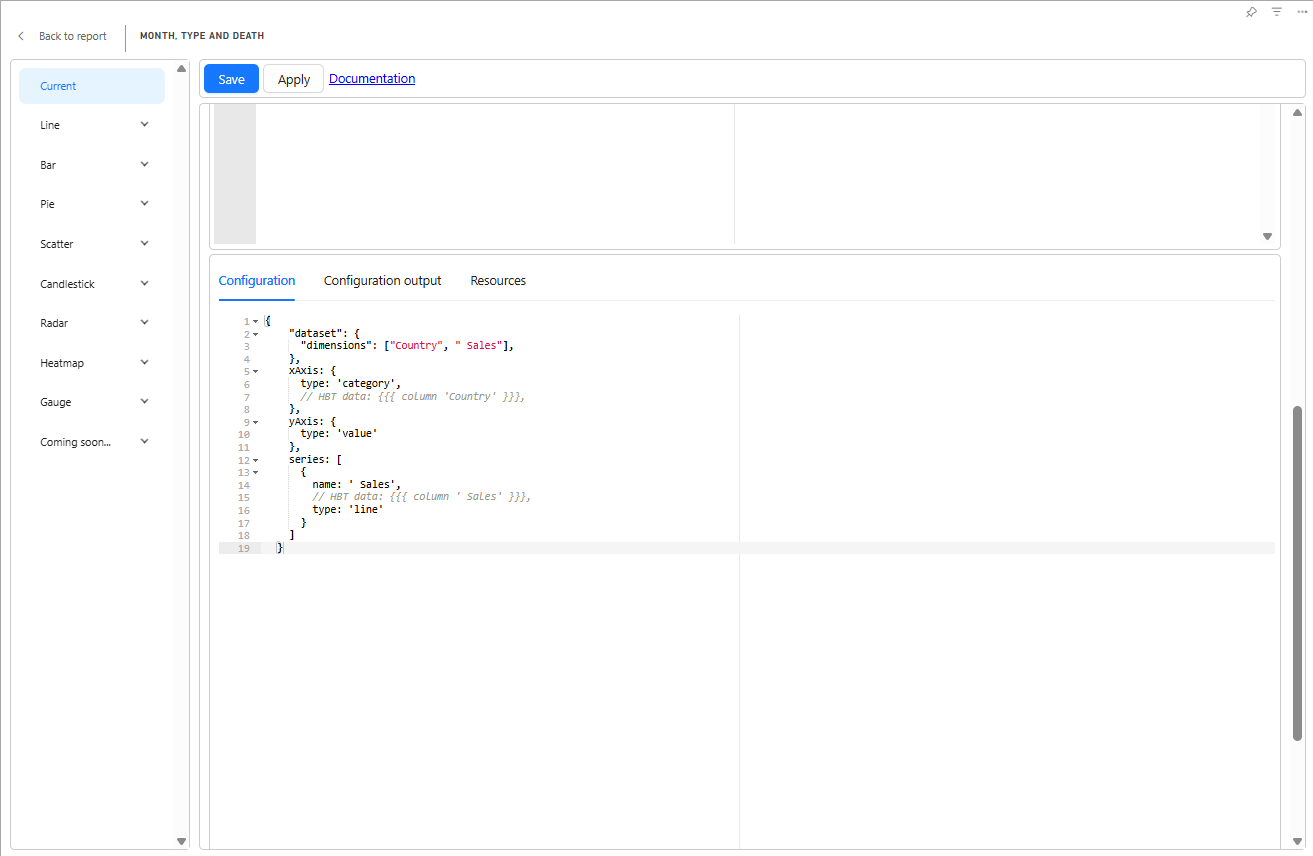 Back to report
MONTH, TYPE AND DEATH
Current
Line
Bar
Pie
Scatter
Candlestick
Radar
Heatmap
Gauge
Coming soon...
Save Apply Documentation
Configuration Configuration output Resources
1 {
2 "dataset": {
3 "dimensions": ["Country", " Sales"],
4 },
5 xAxis: {
6 type: 'category',
7 // HBT data: {{{ column 'Country' }}},
8 },
9 yAxis: {
10 type: 'value'
11 },
12 series: [
13 {
14 name: ' Sales',
15 // HBT data: {{{ column ' Sales' }}},
16 type: 'line'
17 }
18 ]
19 }